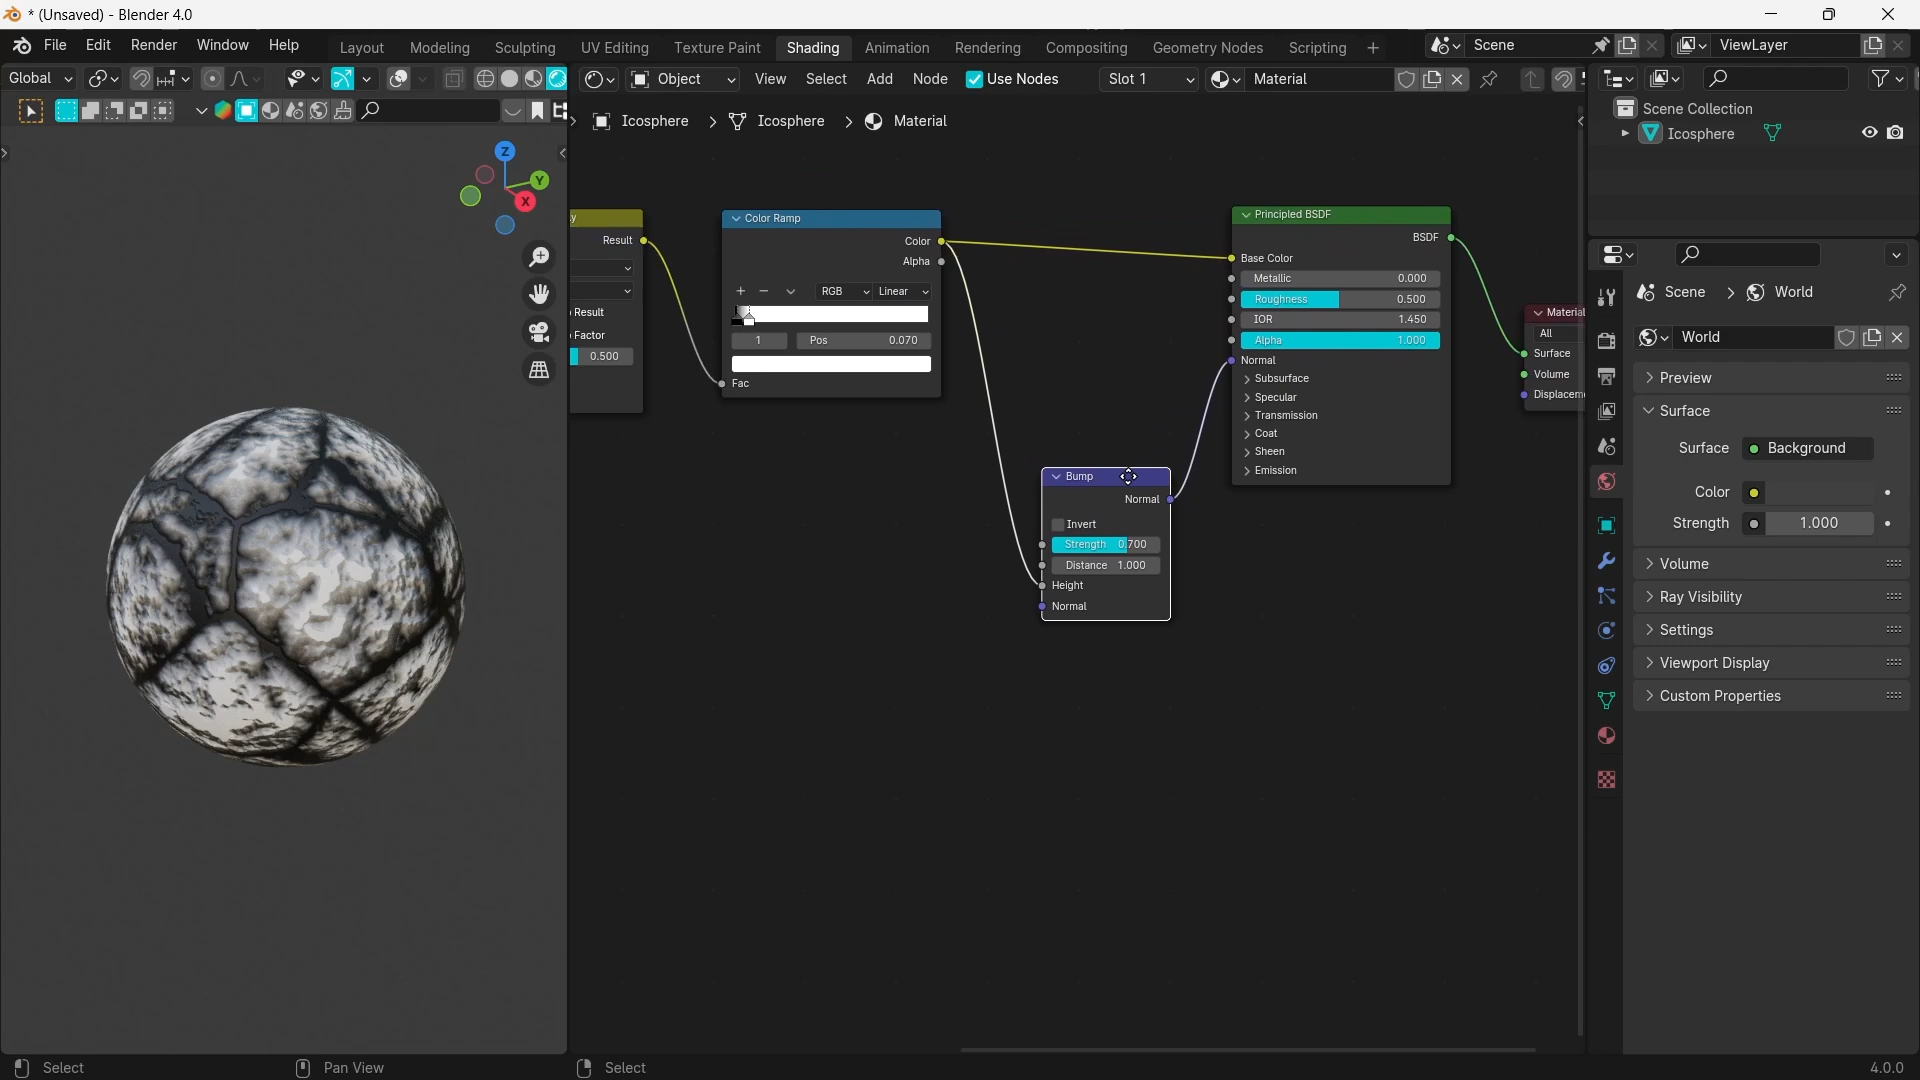 * (Unsaved) - Blender 4.0
File Edit Render Window Help Layout Modeling Sculpting UV Editing Texture Paint Shading Animation Rendering Compositing Geometry Nodes Scripting Scene ViewLayer
Global Object View Select Add Node Use Nodes Slot 1 Material
Icosphere Icosphere Material
Scene Collection
Icosphere
Z
Y
X
Result
Result
Factor
0.500
Color Ramp
Color
Alpha
RGB Linear
1 Pos 0.070
Fac
Bump
Normal
Invert
Strength 0.700
Distance 1.000
Height
Normal
Principled BSDF
BSDF
Base Color
Metallic 0.000
Roughness 0.500
IOR 1.450
Alpha 1.000
Normal
Subsurface
Specular
Transmission
Coat
Sheen
Emission
Material
All
Surface
Volume
Displacem
Scene World
World
Preview
Surface
Surface Background
Color
Strength 1.000
Volume
Ray Visibility
Settings
Viewport Display
Custom Properties
Select Pan View Select 4.0.0